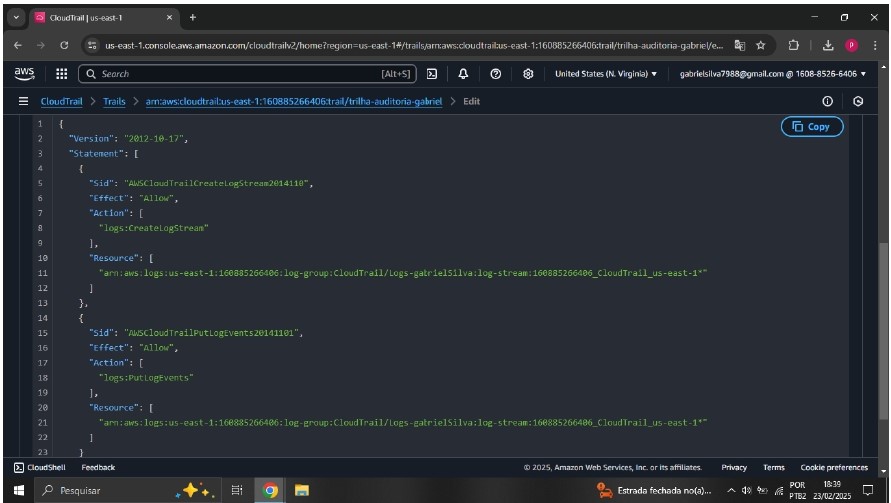 CloudTrail | us-east-1
us-east-1.console.aws.amazon.com/cloudtrailv2/home?region=us-east-1#/trails/arn:aws:cloudtrail:us-east-1:160885266406:trail/trilha-auditoria-gabriel/e...
P
aws
Search
[Alt+S]
United States (N. Virginia)
gabrielsilva7988@gmail.com @ 1608-8526-6406
CloudTrail > Trails > arn:aws:cloudtrail:us-east-1:160885266406:trail/trilha-auditoria-gabriel > Edit
Copy
1 {
2 "Version": "2012-10-17",
3 "Statement": [
4 {
5 "Sid": "AWSCloudTrailCreateLogStream2014110",
6 "Effect": "Allow",
7 "Action": [
8 "logs:CreateLogStream"
9 ],
10 "Resource": [
11 "arn:aws:logs:us-east-1:160885266406:log-group:CloudTrail/Logs-gabrielSilva:log-stream:160885266406_CloudTrail_us-east-1*"
12 ]
13 },
14 {
15 "Sid": "AWSCloudTrailPutLogEvents20141101",
16 "Effect": "Allow",
17 "Action": [
18 "logs:PutLogEvents"
19 ],
20 "Resource": [
21 "arn:aws:logs:us-east-1:160885266406:log-group:CloudTrail/Logs-gabrielSilva:log-stream:160885266406_CloudTrail_us-east-1*"
22 ]
23 }
CloudShell Feedback
© 2025, Amazon Web Services, Inc. or its affiliates. Privacy Terms Cookie preferences
Pesquisar
Estrada fechada no(a)...
POR
PTB2
18:39
23/02/2025